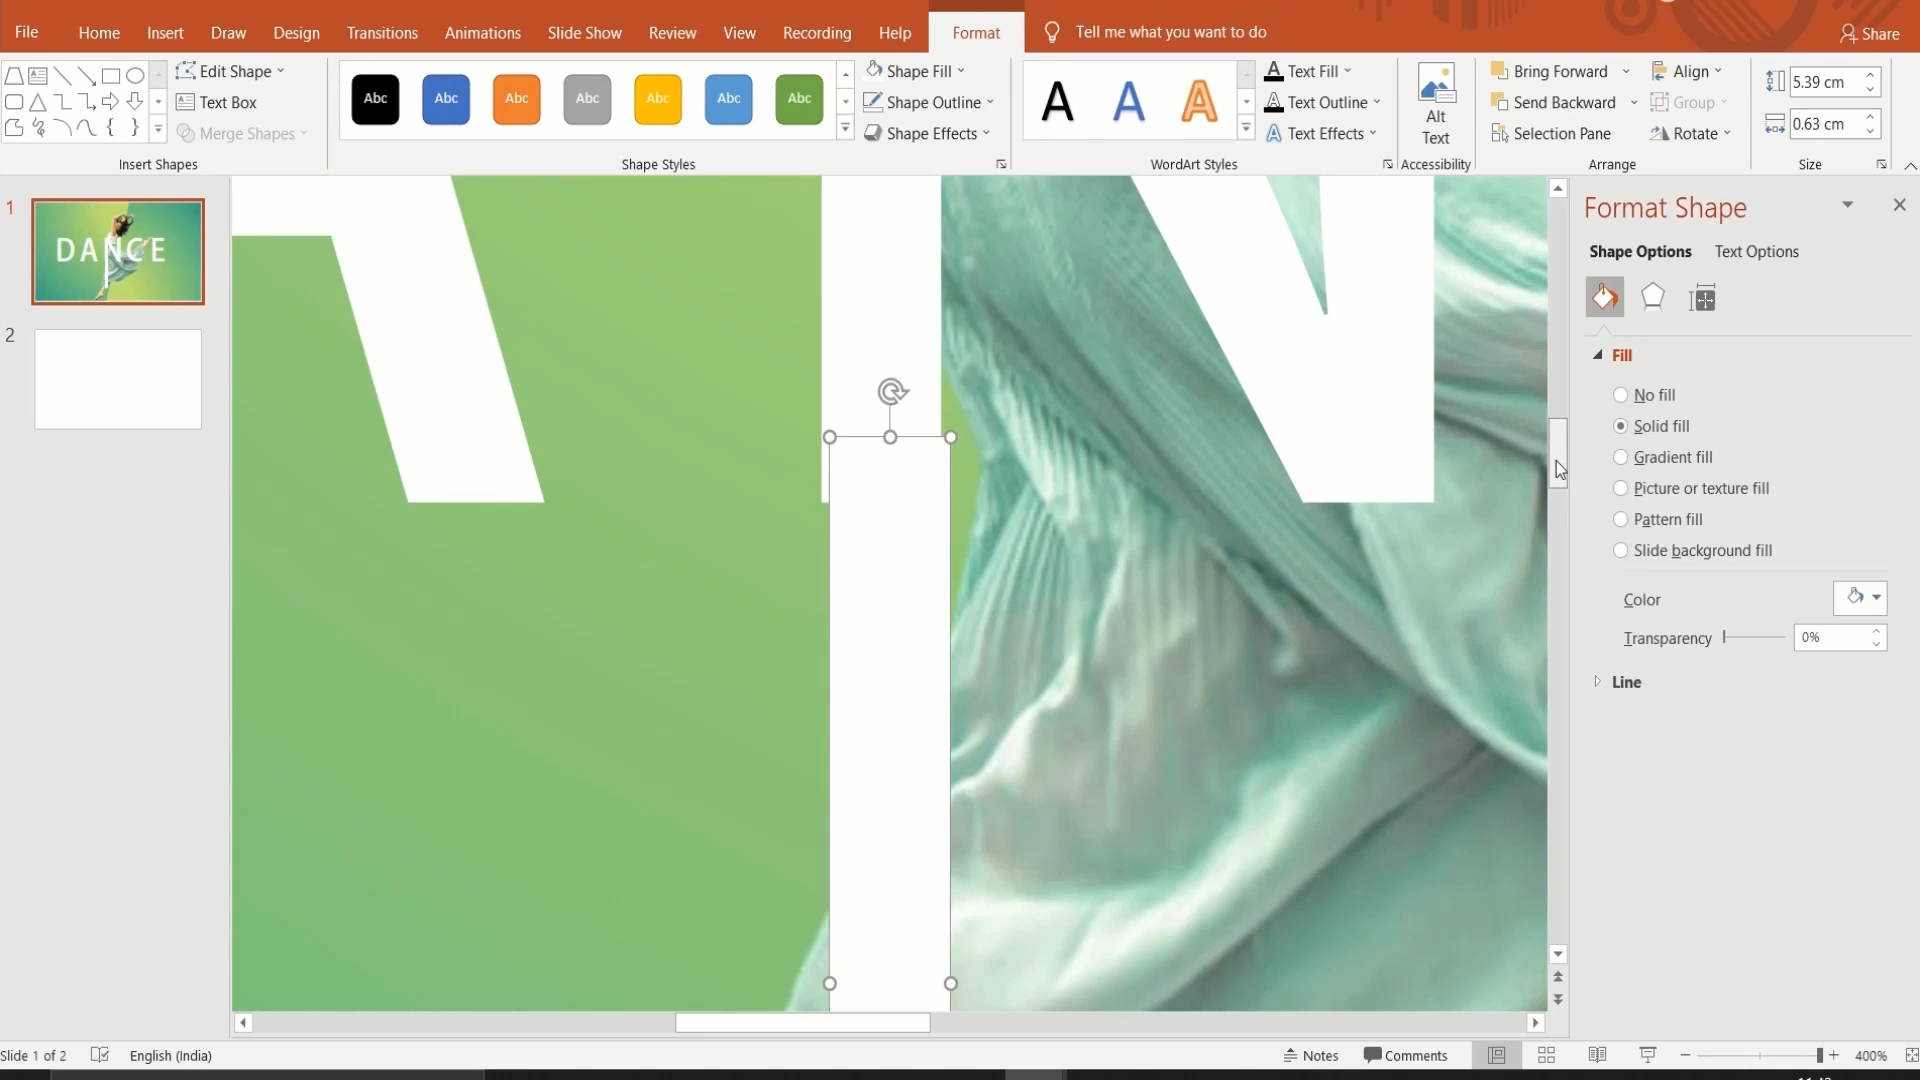 File Home Insert Draw Design Transitions Animations Slide Show Review View Recording Help Format Tell me what you want to do Share
Edit Shape
Text Box
Merge Shapes
Insert Shapes
Abc Abc Abc Abc Abc Abc Abc
Shape Styles
Shape Fill
Shape Outline
Shape Effects
A A A
WordArt Styles
Text Fill
Text Outline
Text Effects
Alt
Text
Accessibility
Bring Forward
Send Backward
Selection Pane
Align
Group
Rotate
Arrange
5.39 cm
0.63 cm
Size
1
DANCE
2
Format Shape
Shape Options Text Options
Fill
No fill
Solid fill
Gradient fill
Picture or texture fill
Pattern fill
Slide background fill
Color
Transparency 0%
Line
Slide 1 of 2 English (India) Notes Comments 400%